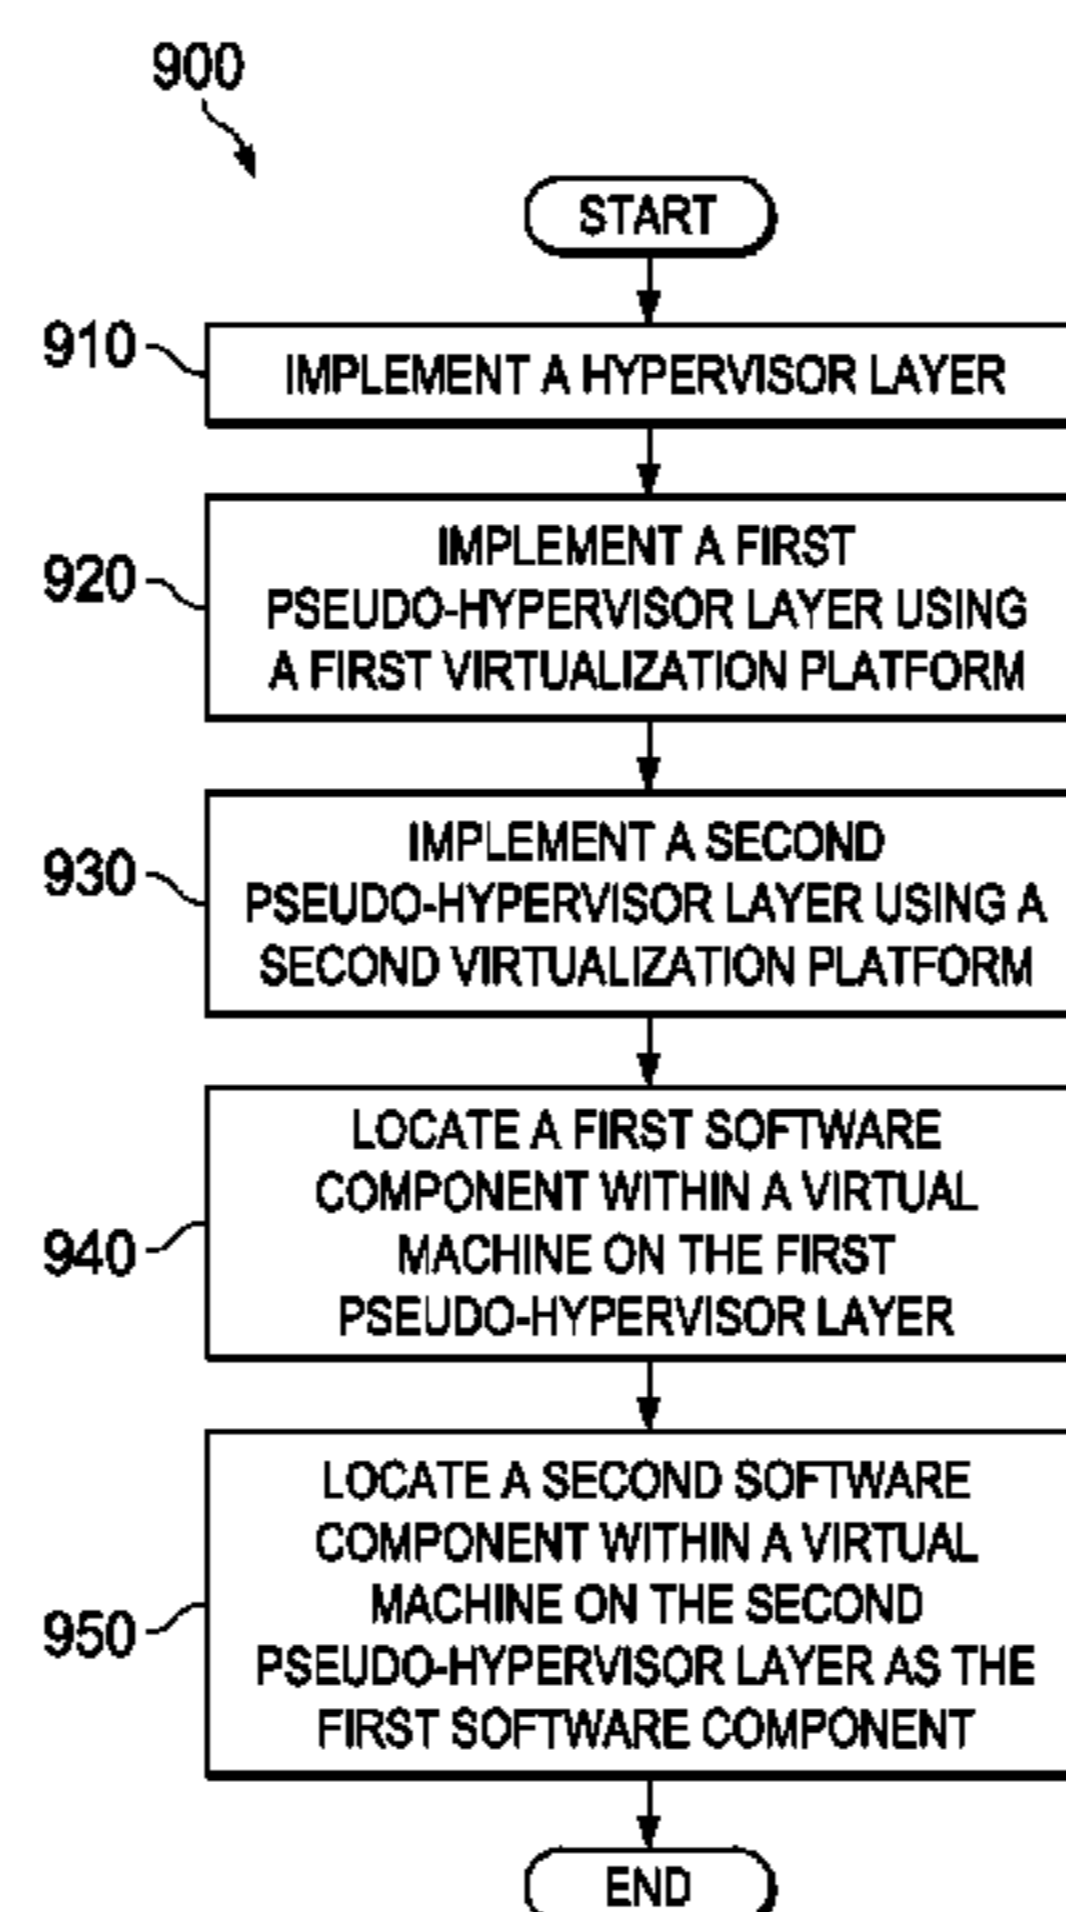 900
START
910
IMPLEMENT A HYPERVISOR LAYER
920
IMPLEMENT A FIRST
PSEUDO-HYPERVISOR LAYER USING
A FIRST VIRTUALIZATION PLATFORM
930
IMPLEMENT A SECOND
PSEUDO-HYPERVISOR LAYER USING A
SECOND VIRTUALIZATION PLATFORM
940
LOCATE A FIRST SOFTWARE
COMPONENT WITHIN A VIRTUAL
MACHINE ON THE FIRST
PSEUDO-HYPERVISOR LAYER
950
LOCATE A SECOND SOFTWARE
COMPONENT WITHIN A VIRTUAL
MACHINE ON THE SECOND
PSEUDO-HYPERVISOR LAYER AS THE
FIRST SOFTWARE COMPONENT
END